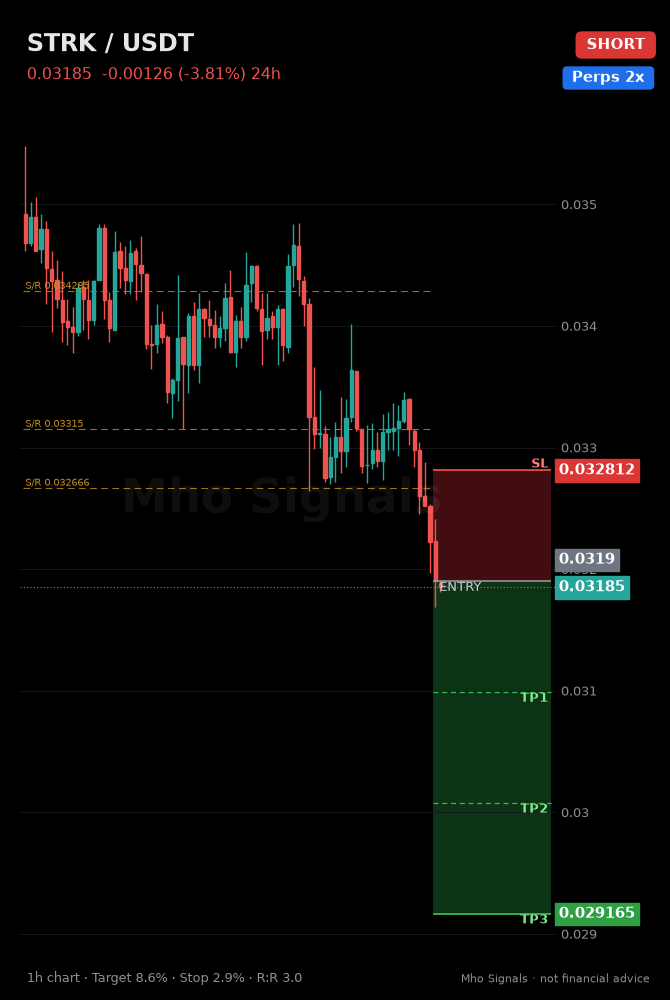 STRK / USDT
SHORT
0.03185 -0.00126 (-3.81%) 24h
Perps 2x
0.035
S/R 0.034285
0.034
S/R 0.03315
0.033
SL
0.032812
S/R 0.032666
Mho Signals
0.0319
ENTRY
0.03185
0.031
TP1
0.03
TP2
0.029165
TP3
0.029
1h chart · Target 8.6% · Stop 2.9% · R:R 3.0
Mho Signals · not financial advice